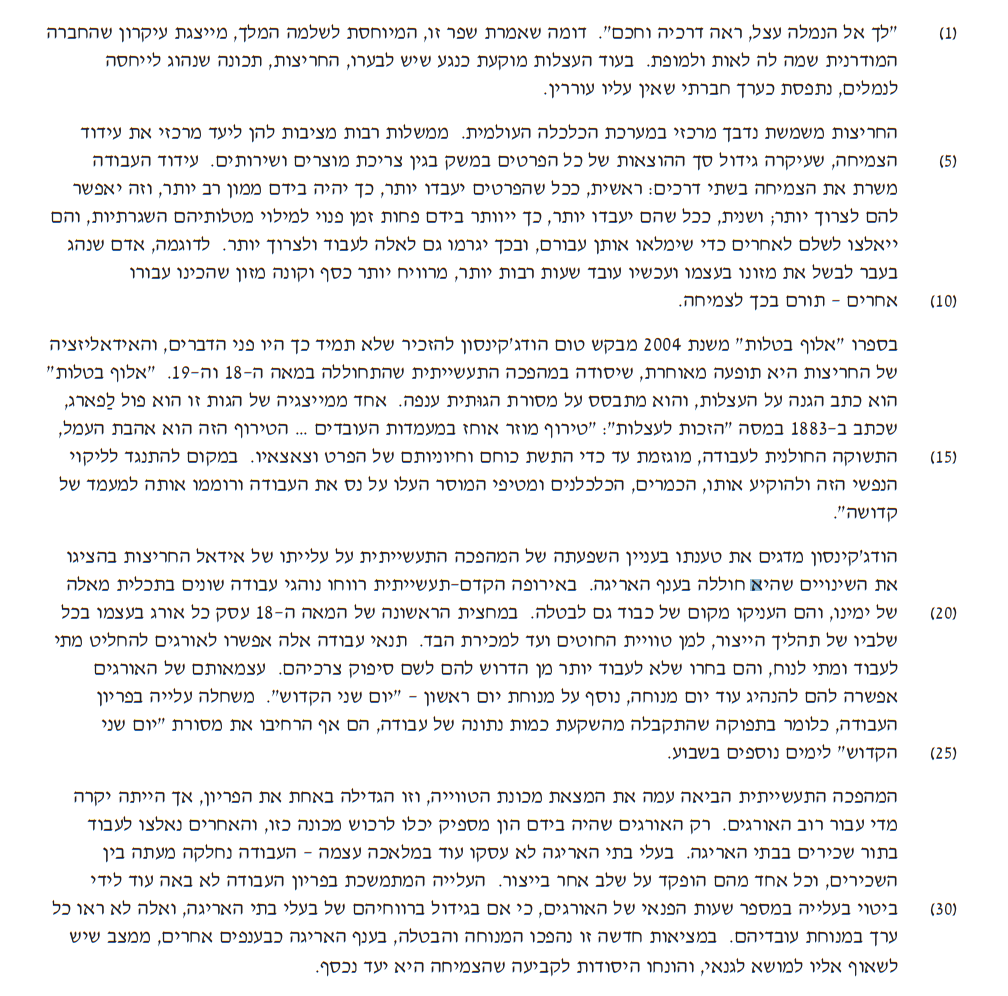 (1) "לך אל הנמלה עצל, ראה דרכיה וחכם". דומה שאמרת שפר זו, המיוחסת לשלמה המלך, מייצגת עיקרון שהחברה
המודרנית שמה לה לאות ולמופת. בעוד העצלות מוקעת כנגע שיש לבערו, החריצות, תכונה שנהוג לייחסה
לנמלים, נתפסת כערך חברתי שאין עליו עוררין.
החריצות משמשת נדבך מרכזי במערכת הכלכלה העולמית. ממשלות רבות מציבות להן ליעד מרכזי את עידוד
(5) הצמיחה, שעיקרה גידול סך ההוצאות של כל הפרטים במשק בגין צריכת מוצרים ושירותים. עידוד העבודה
משרת את הצמיחה בשתי דרכים: ראשית, ככל שהפרטים יעבדו יותר, כך יהיה בידם ממון רב יותר, וזה יאפשר
להם לצרוך יותר; ושנית, ככל שהם יעבדו יותר, כך ייוותר בידם פחות זמן פנוי למילוי מטלותיהם השגרתיות, והם
ייאלצו לשלם לאחרים כדי שימלאו אותן עבורם, ובכך יגרמו גם לאלה לעבוד ולצרוך יותר. לדוגמה, אדם שנהג
בעבר לבשל את מזונו בעצמו ועכשיו עובד שעות רבות יותר, מרוויח יותר כסף וקונה מזון שהכינו עבורו
(10) אחרים – תורם בכך לצמיחה.
בספרו "אלוף בטלות" משנת 2004 מבקש טום הודג'קינסון להזכיר שלא תמיד כך היו פני הדברים, והאידאליזציה
של החריצות היא תופעה מאוחרת, שיסודה במהפכה התעשייתית שהתחוללה במאה ה–18 וה–19. "אלוף בטלות"
הוא כתב הגנה על העצלות, והוא מתבסס על מסורת הגוּתית ענפה. אחד ממייצגיה של הגות זו הוא פול לַפארג,
שכתב ב–1883 במסה "הזכות לעצלות": "טירוף מוזר אוחז במעמדות העובדים ... הטירוף הזה הוא אהבת העמל,
(15) התשוקה החולנית לעבודה, מוגזמת עד כדי התשת כוחם וחיוניותם של הפרט וצאצאיו. במקום להתנגד לליקוי
הנפשי הזה ולהוקיע אותו, הכמרים, הכלכלנים ומטיפי המוסר העלו על נס את העבודה ורוממו אותה למעמד של
קדושה".
הודג'קינסון מדגים את טענתו בעניין השפעתה של המהפכה התעשייתית על עלייתו של אידאל החריצות בהציגו
את השינויים שהיא חוללה בענף האריגה. באירופה הקדם–תעשייתית רווחו נוהגי עבודה שונים בתכלית מאלה
(20) של ימינו, והם העניקו מקום של כבוד גם לבטלה. במחצית הראשונה של המאה ה–18 עסק כל אורג בעצמו בכל
שלביו של תהליך הייצור, למן טוויית החוטים ועד למכירת הבד. תנאי עבודה אלה אפשרו לאורגים להחליט מתי
לעבוד ומתי לנוח, והם בחרו שלא לעבוד יותר מן הדרוש להם לשם סיפוק צרכיהם. עצמאותם של האורגים
אפשרה להם להנהיג עוד יום מנוחה, נוסף על מנוחת יום ראשון – "יום שני הקדוש". משחלה עלייה בפריון
העבודה, כלומר בתפוקה שהתקבלה מהשקעת כמות נתונה של עבודה, הם אף הרחיבו את מסורת "יום שני
(25) הקדוש" לימים נוספים בשבוע.
המהפכה התעשייתית הביאה עמה את המצאת מכונת הטווייה, וזו הגדילה באחת את הפריון, אך הייתה יקרה
מדי עבור רוב האורגים. רק האורגים שהיה בידם הון מספיק יכלו לרכוש מכונה כזו, והאחרים נאלצו לעבוד
בתור שכירים בבתי האריגה. בעלי בתי האריגה לא עסקו עוד במלאכה עצמה – העבודה נחלקה מעתה בין
השכירים, וכל אחד מהם הופקד על שלב אחר בייצור. העלייה המתמשכת בפריון העבודה לא באה עוד לידי
(30) ביטוי בעלייה במספר שעות הפנאי של האורגים, כי אם בגידול ברווחיהם של בעלי בתי האריגה, ואלה לא ראו כל
ערך במנוחת עובדיהם. במציאות חדשה זו נהפכו המנוחה והבטלה, בענף האריגה כבענפים אחרים, ממצב שיש
לשאוף אליו למושא לגנאי, והונחו היסודות לקביעה שהצמיחה היא יעד נכסף.